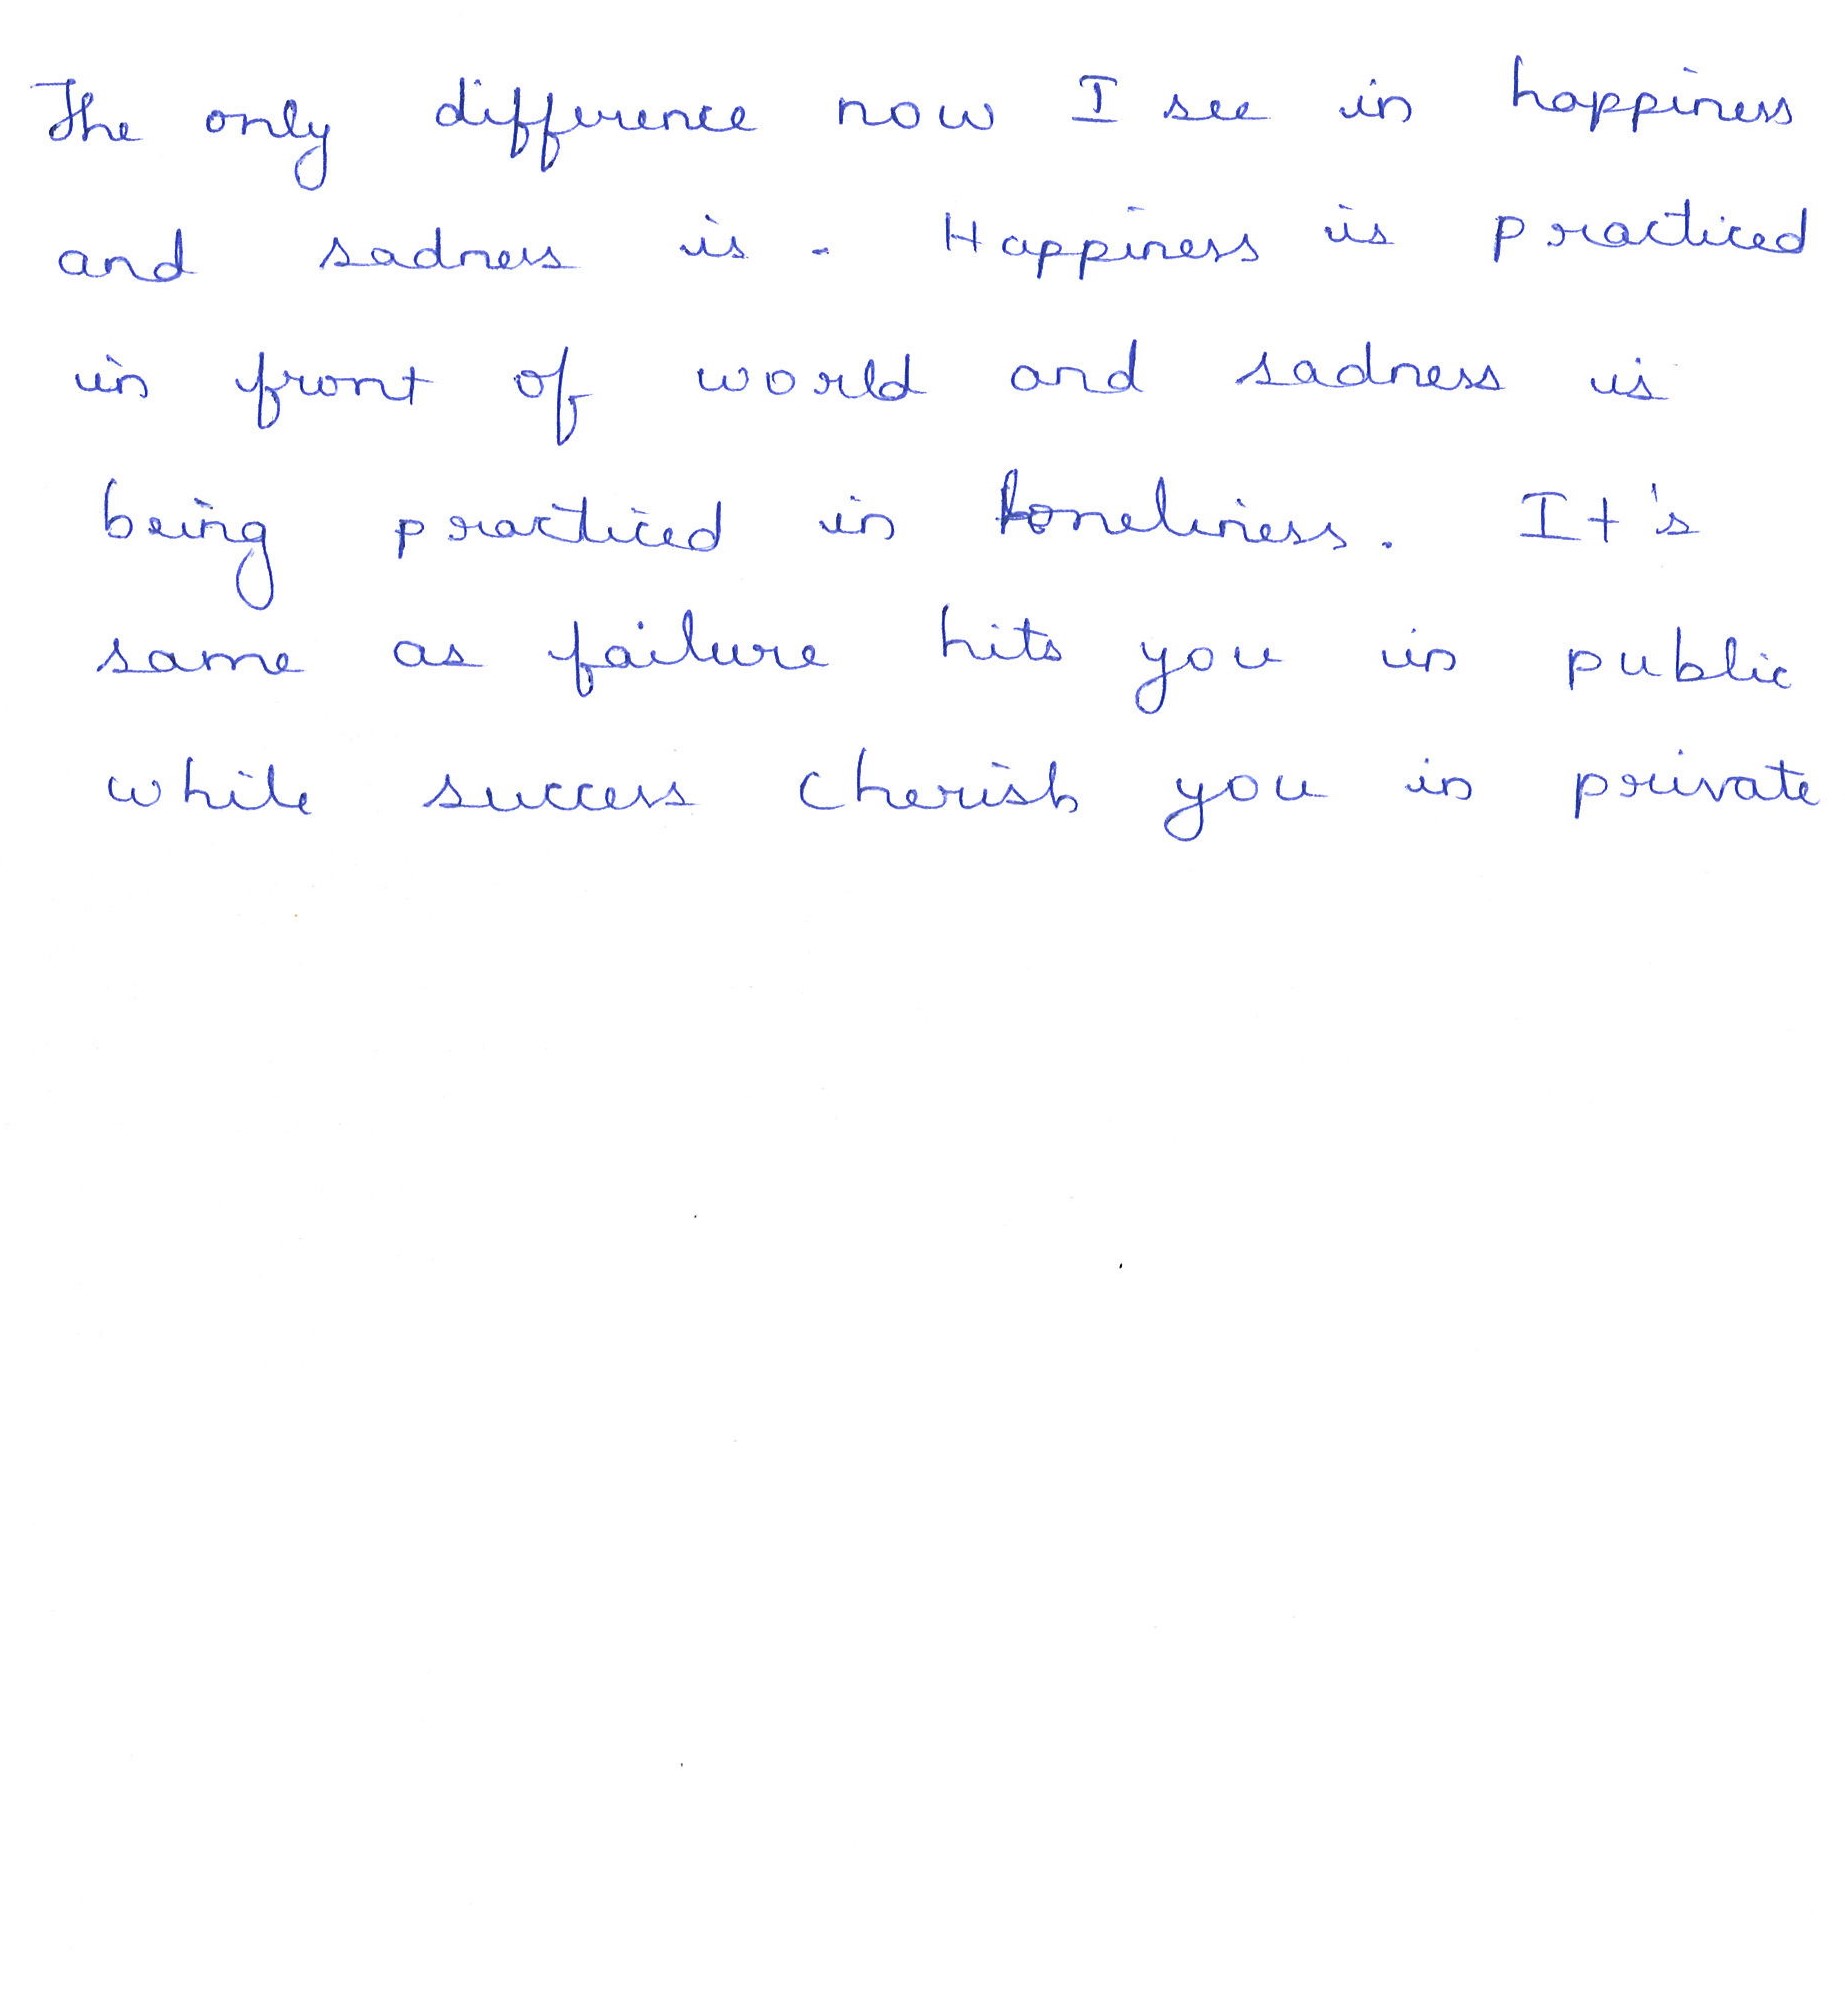 The only difference now I see in happiness
and sadness is - Happiness is practiced
in front of world and sadness is
being practiced in loneliness. It's
same as failure hits you in public
while success cherish you in private